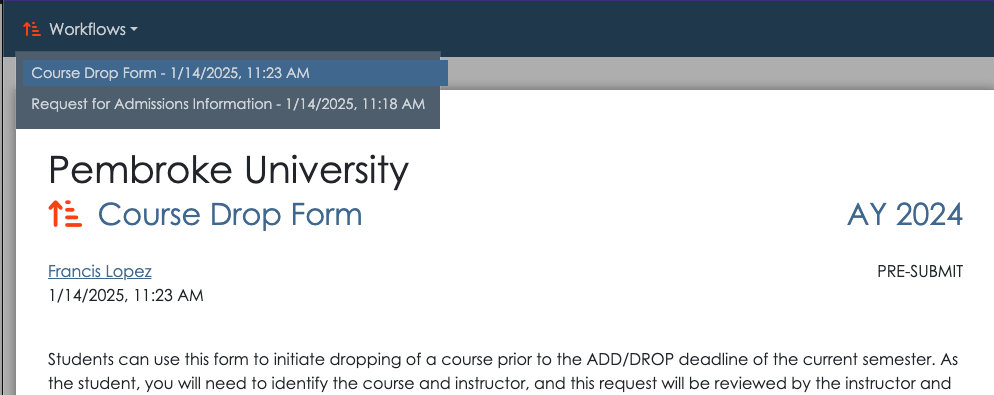 Workflows
Course Drop Form - 1/14/2025, 11:23 AM
Request for Admissions Information - 1/14/2025, 11:18 AM
Pembroke University
Course Drop Form AY 2024
Francis Lopez PRE-SUBMIT
1/14/2025, 11:23 AM
Students can use this form to initiate dropping of a course prior to the ADD/DROP deadline of the current semester. As
the student, you will need to identify the course and instructor, and this request will be reviewed by the instructor and